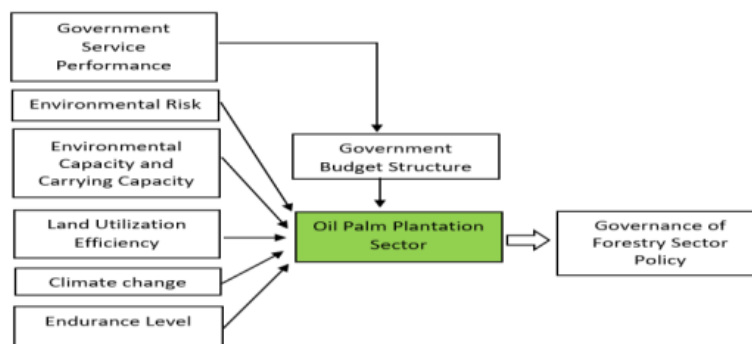 Government
Service
Performance
Environmental Risk
Environmental
Capacity and
Carrying Capacity
Land Utilization
Efficiency
Climate change
Endurance Level
Government
Budget Structure
Oil Palm Plantation
Sector
Governance of
Forestry Sector
Policy